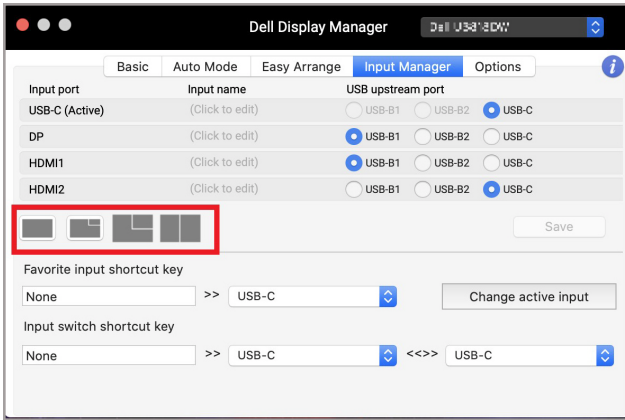 Dell Display Manager
Basic Auto Mode Easy Arrange Input Manager Options i
Input port Input name USB upstream port
USB-C (Active) (Click to edit) USB-B1 USB-B2 USB-C
DP (Click to edit) USB-B1 USB-B2 USB-C
HDMI1 (Click to edit) USB-B1 USB-B2 USB-C
HDMI2 (Click to edit) USB-B1 USB-B2 USB-C
Save
Favorite input shortcut key
None >> USB-C Change active input
Input switch shortcut key
None >> USB-C <<>> USB-C